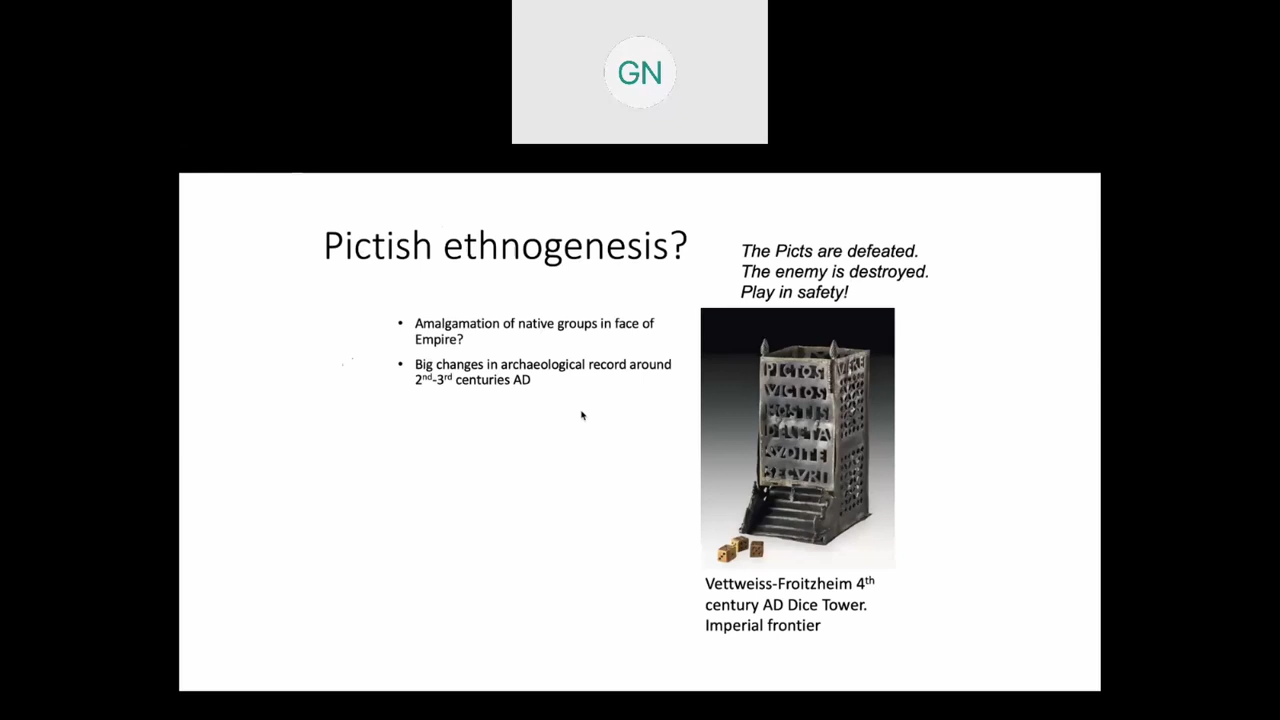 GN
Pictish ethnogenesis?
The Picts are defeated.
The enemy is destroyed.
Play in safety!
• Amalgamation of native groups in face of
Empire?
• Big changes in archaeological record around
2nd-3rd centuries AD
PICTOS
VICTOS
HOSTIS
DELETA
LVDITE
SECVRI
Vettweiss-Froitzheim 4th
century AD Dice Tower.
Imperial frontier